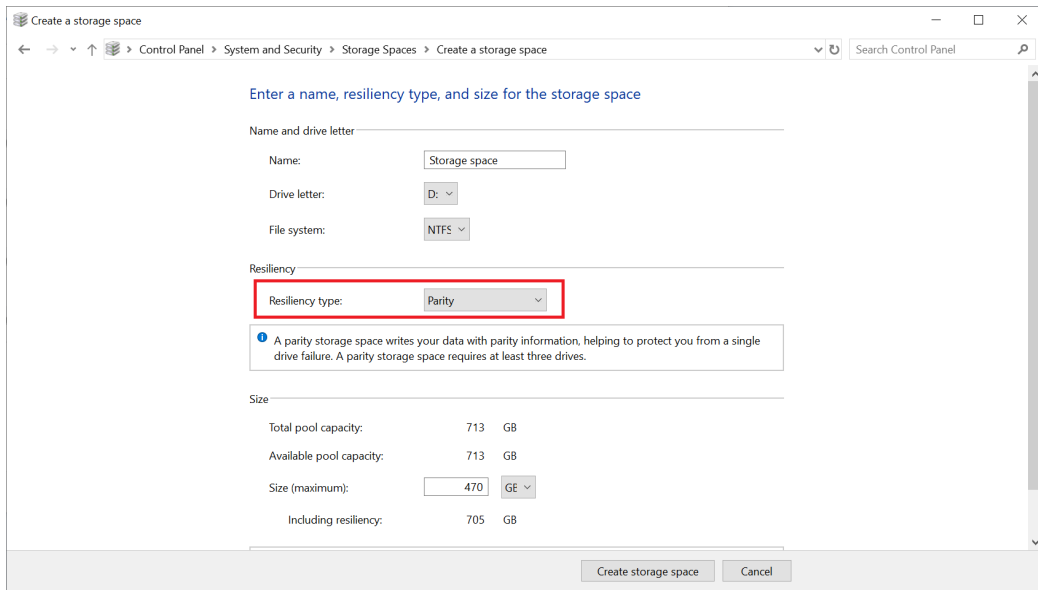 Create a storage space
Control Panel > System and Security > Storage Spaces > Create a storage space
Search Control Panel
Enter a name, resiliency type, and size for the storage space
Name and drive letter
Name: Storage space
Drive letter: D:
File system: NTFS
Resiliency
Resiliency type: Parity
A parity storage space writes your data with parity information, helping to protect you from a single
drive failure. A parity storage space requires at least three drives.
Size
Total pool capacity: 713 GB
Available pool capacity: 713 GB
Size (maximum): 470 GB
Including resiliency: 705 GB
Create storage space Cancel